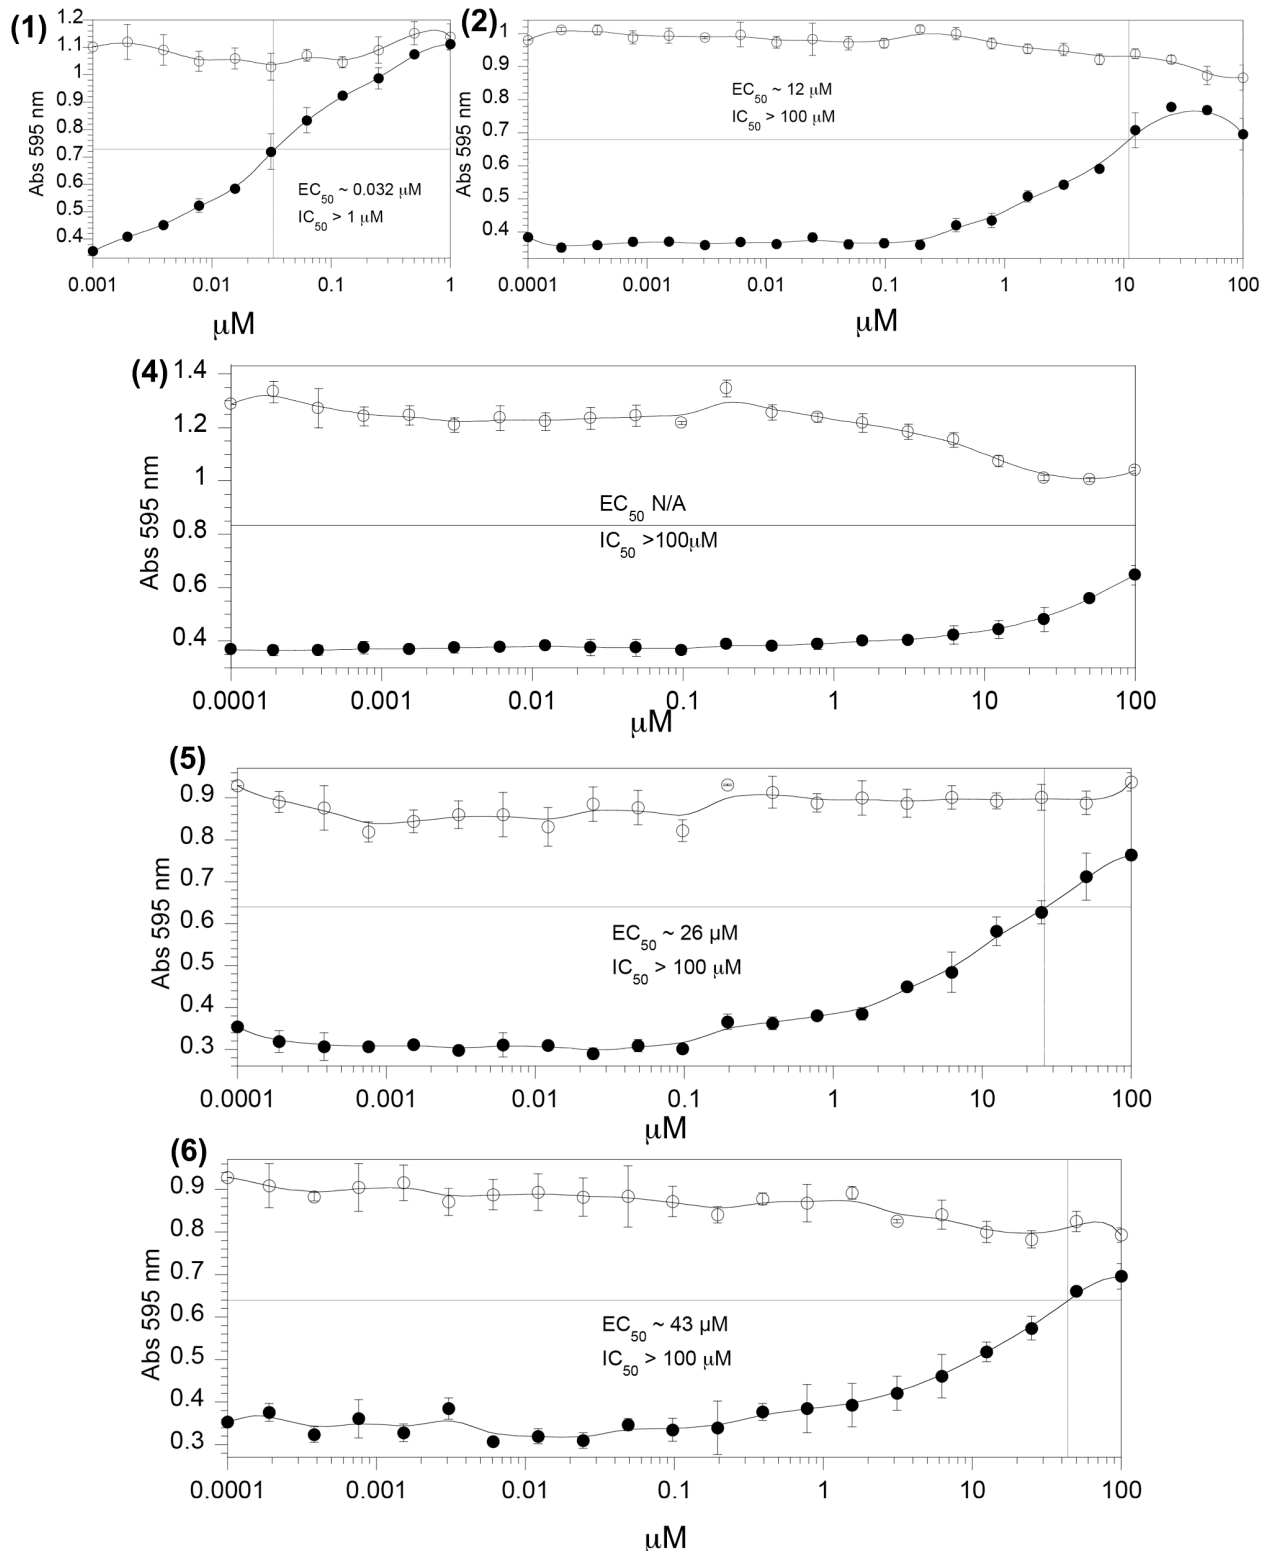 (1)
1.2
1.1
1
0.9
0.8
0.7
0.6
0.5
0.4
Abs 595 nm
EC50 ~ 0.032 μM
IC50 > 1 μM
0.001 0.01 0.1 1
μM
(2)
1
0.9
0.8
0.7
0.6
0.5
0.4
Abs 595 nm
EC50 ~ 12 μM
IC50 > 100 μM
0.0001 0.001 0.01 0.1 1 10 100
μM
(4)
1.4
1.2
1
0.8
0.6
0.4
Abs 595 nm
EC50 N/A
IC50 >100μM
0.0001 0.001 0.01 0.1 1 10 100
μM
(5)
0.9
0.8
0.7
0.6
0.5
0.4
0.3
Abs 595 nm
EC50 ~ 26 μM
IC50 > 100 μM
0.0001 0.001 0.01 0.1 1 10 100
μM
(6)
0.9
0.8
0.7
0.6
0.5
0.4
0.3
Abs 595 nm
EC50 ~ 43 μM
IC50 > 100 μM
0.0001 0.001 0.01 0.1 1 10 100
μM